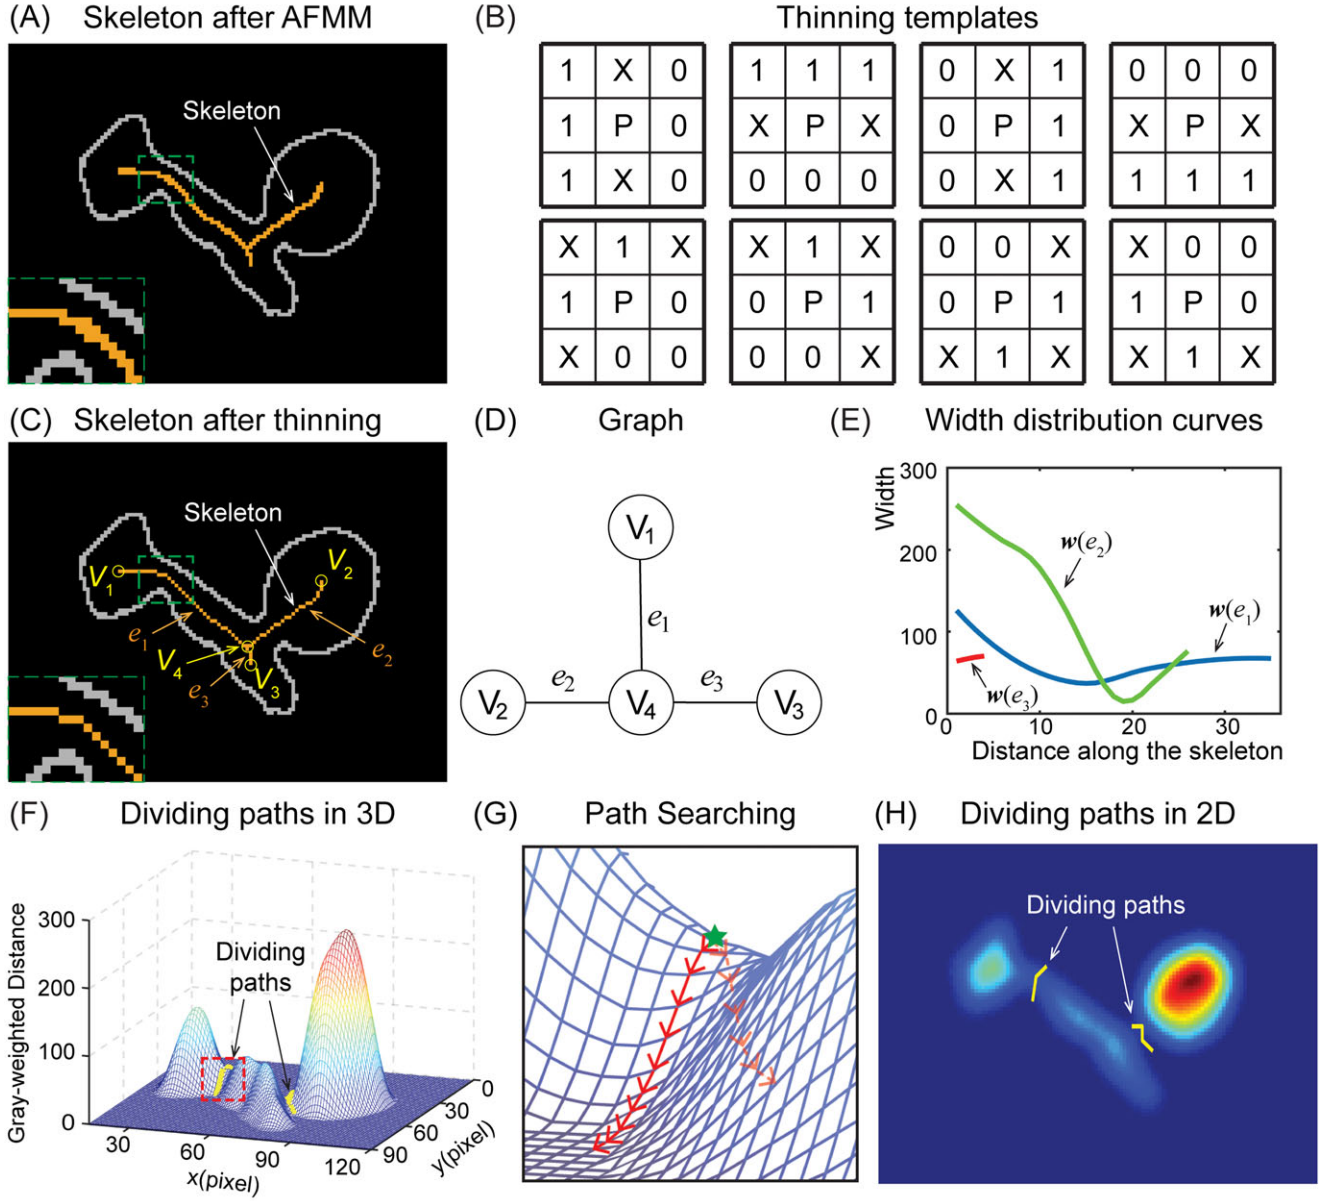 (A) Skeleton after AFMM
Skeleton
(B) Thinning templates
1 X 0 1 1 1 0 X 1 0 0 0
1 P 0 X P X 0 P 1 X P X
1 X 0 0 0 0 0 X 1 1 1 1
X 1 X X 1 X 0 0 X X 0 0
1 P 0 0 P 1 0 P 1 1 P 0
X 0 0 0 0 X X 1 X X 1 X
(C) Skeleton after thinning
Skeleton
V1
V2
e1
V4
e2
V3
e3
(D) Graph
V1
e1
e2
e3
V2
V4
V3
(E) Width distribution curves
Width
300
200
100
0
w(e2)
w(e1)
w(e3)
0 10 20 30
Distance along the skeleton
(F) Dividing paths in 3D
Gray-weighted Distance
300
200
100
0
Dividing
paths
30
60
90
120
x(pixel)
0
30
60
90
y(pixel)
(G) Path Searching
(H) Dividing paths in 2D
Dividing paths